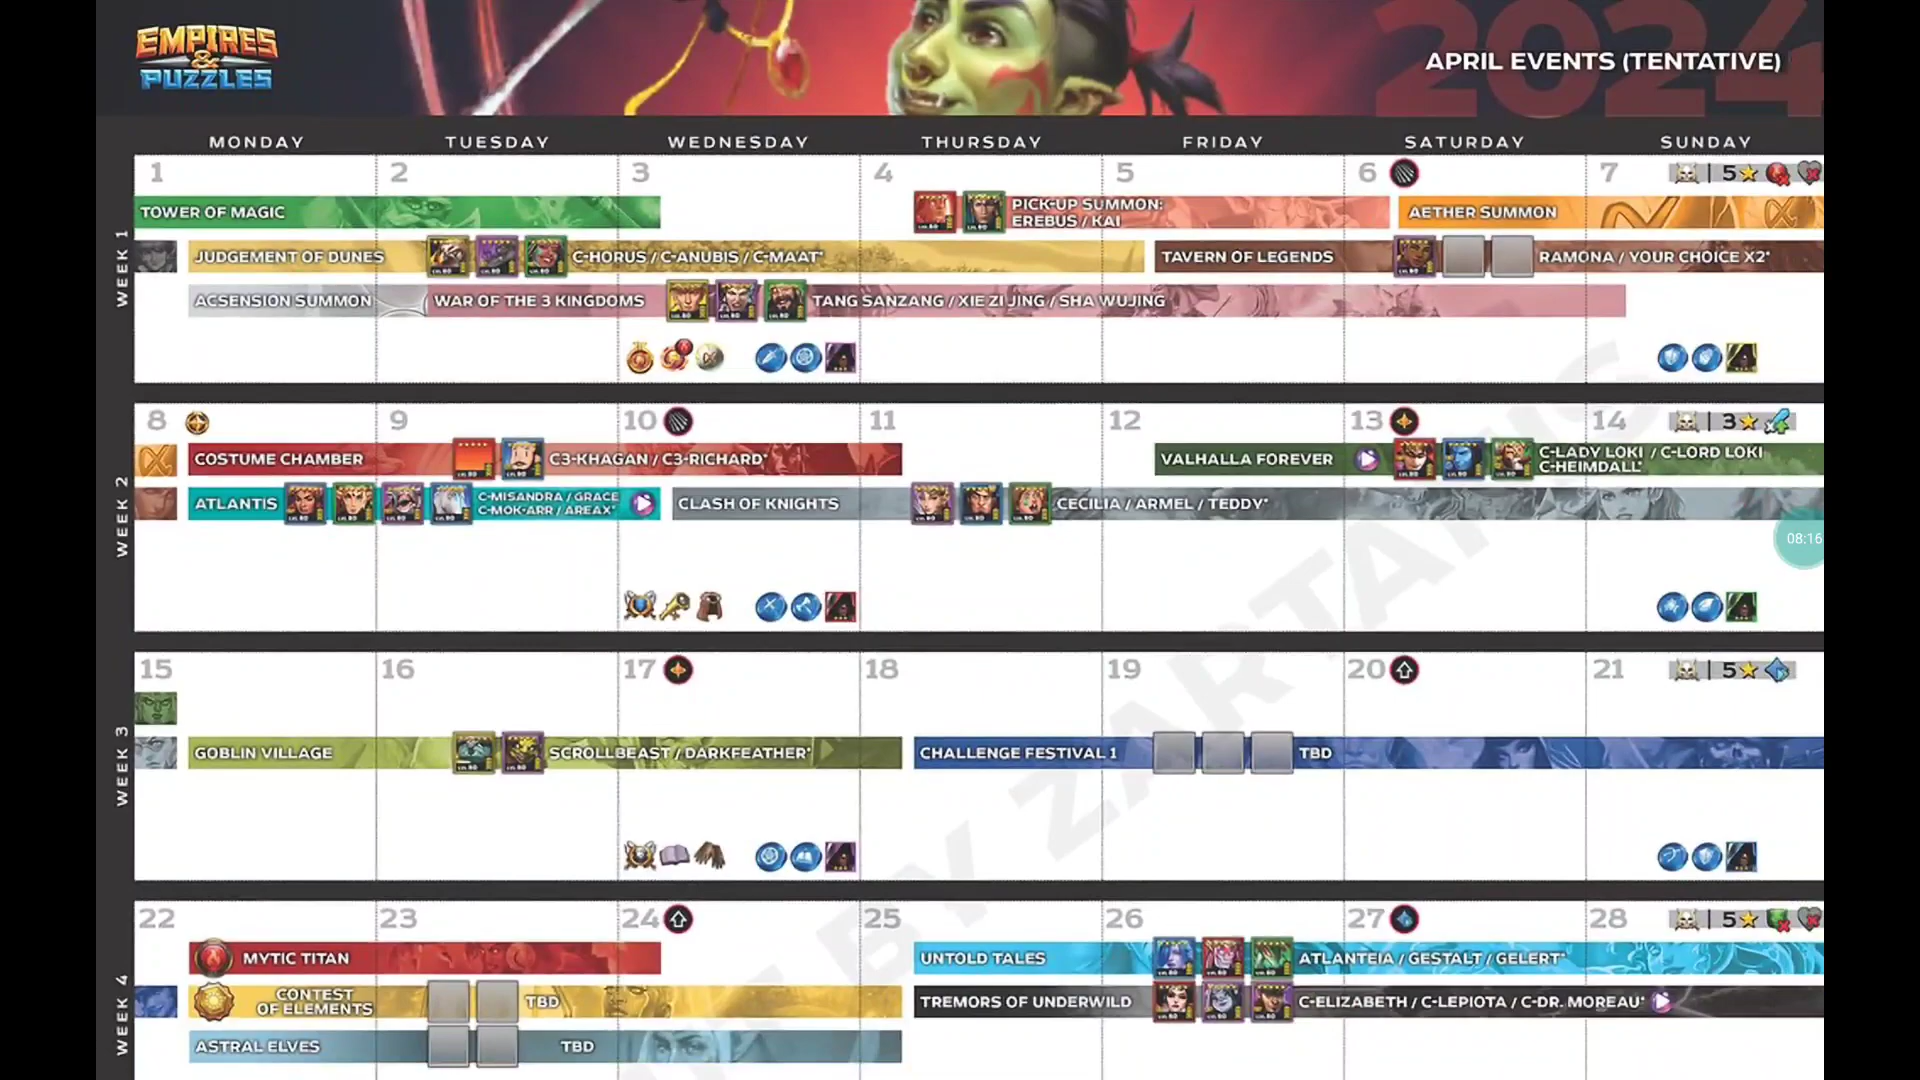 EMPIRES
&
PUZZLES
2024
APRIL EVENTS (TENTATIVE)
MONDAY TUESDAY WEDNESDAY THURSDAY FRIDAY SATURDAY SUNDAY
WEEK 1
1 2 3 4 5 6 7 | 5
TOWER OF MAGIC
PICK-UP SUMMON:
EREBUS / KAI
AETHER SUMMON
JUDGEMENT OF DUNES C-HORUS / C-ANUBIS / C-MAAT*
TAVERN OF LEGENDS RAMONA / YOUR CHOICE X2*
ACSENSION SUMMON WAR OF THE 3 KINGDOMS TANG SANZANG / XIE ZI JING / SHA WUJING
WEEK 2
8 9 10 11 12 13 14 | 3
COSTUME CHAMBER C3-KHAGAN / C3-RICHARD*
VALHALLA FOREVER C-LADY LOKI / C-LORD LOKI
C-HEIMDALL*
ATLANTIS C-MISANDRA / GRACE
C-MOK-ARR / AREAX*
CLASH OF KNIGHTS CECILIA / ARMEL / TEDDY*
08:16
WEEK 3
15 16 17 18 19 20 21 | 5
GOBLIN VILLAGE SCROLLBEAST / DARKFEATHER*
CHALLENGE FESTIVAL 1 TBD
WEEK 4
22 23 24 25 26 27 28 | 5
MYTIC TITAN
UNTOLD TALES ATLANTEIA / GESTALT / GELERT*
CONTEST
OF ELEMENTS TBD
TREMORS OF UNDERWILD C-ELIZABETH / C-LEPIOTA / C-DR. MOREAU*
ASTRAL ELVES TBD
BY ZARTANUS